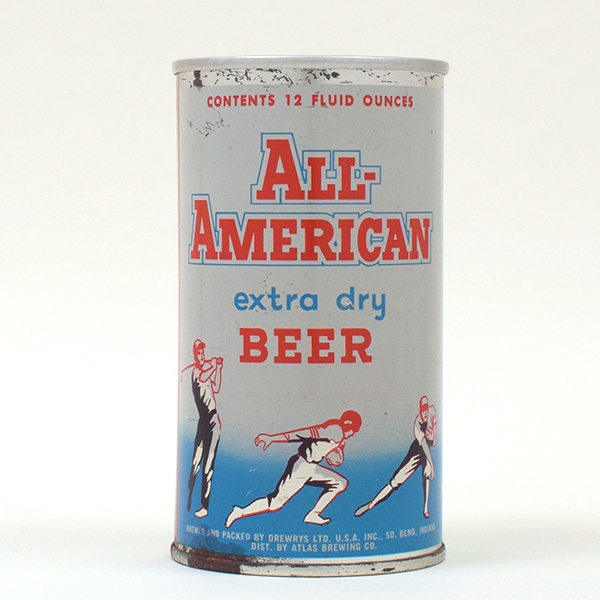 CONTENTS 12 FLUID OUNCES
ALL-
AMERICAN
extra dry
BEER
BREWED AND PACKED BY DREWRYS LTD. U.S.A. INC., SO. BEND, INDIANA
DIST. BY ATLAS BREWING CO.